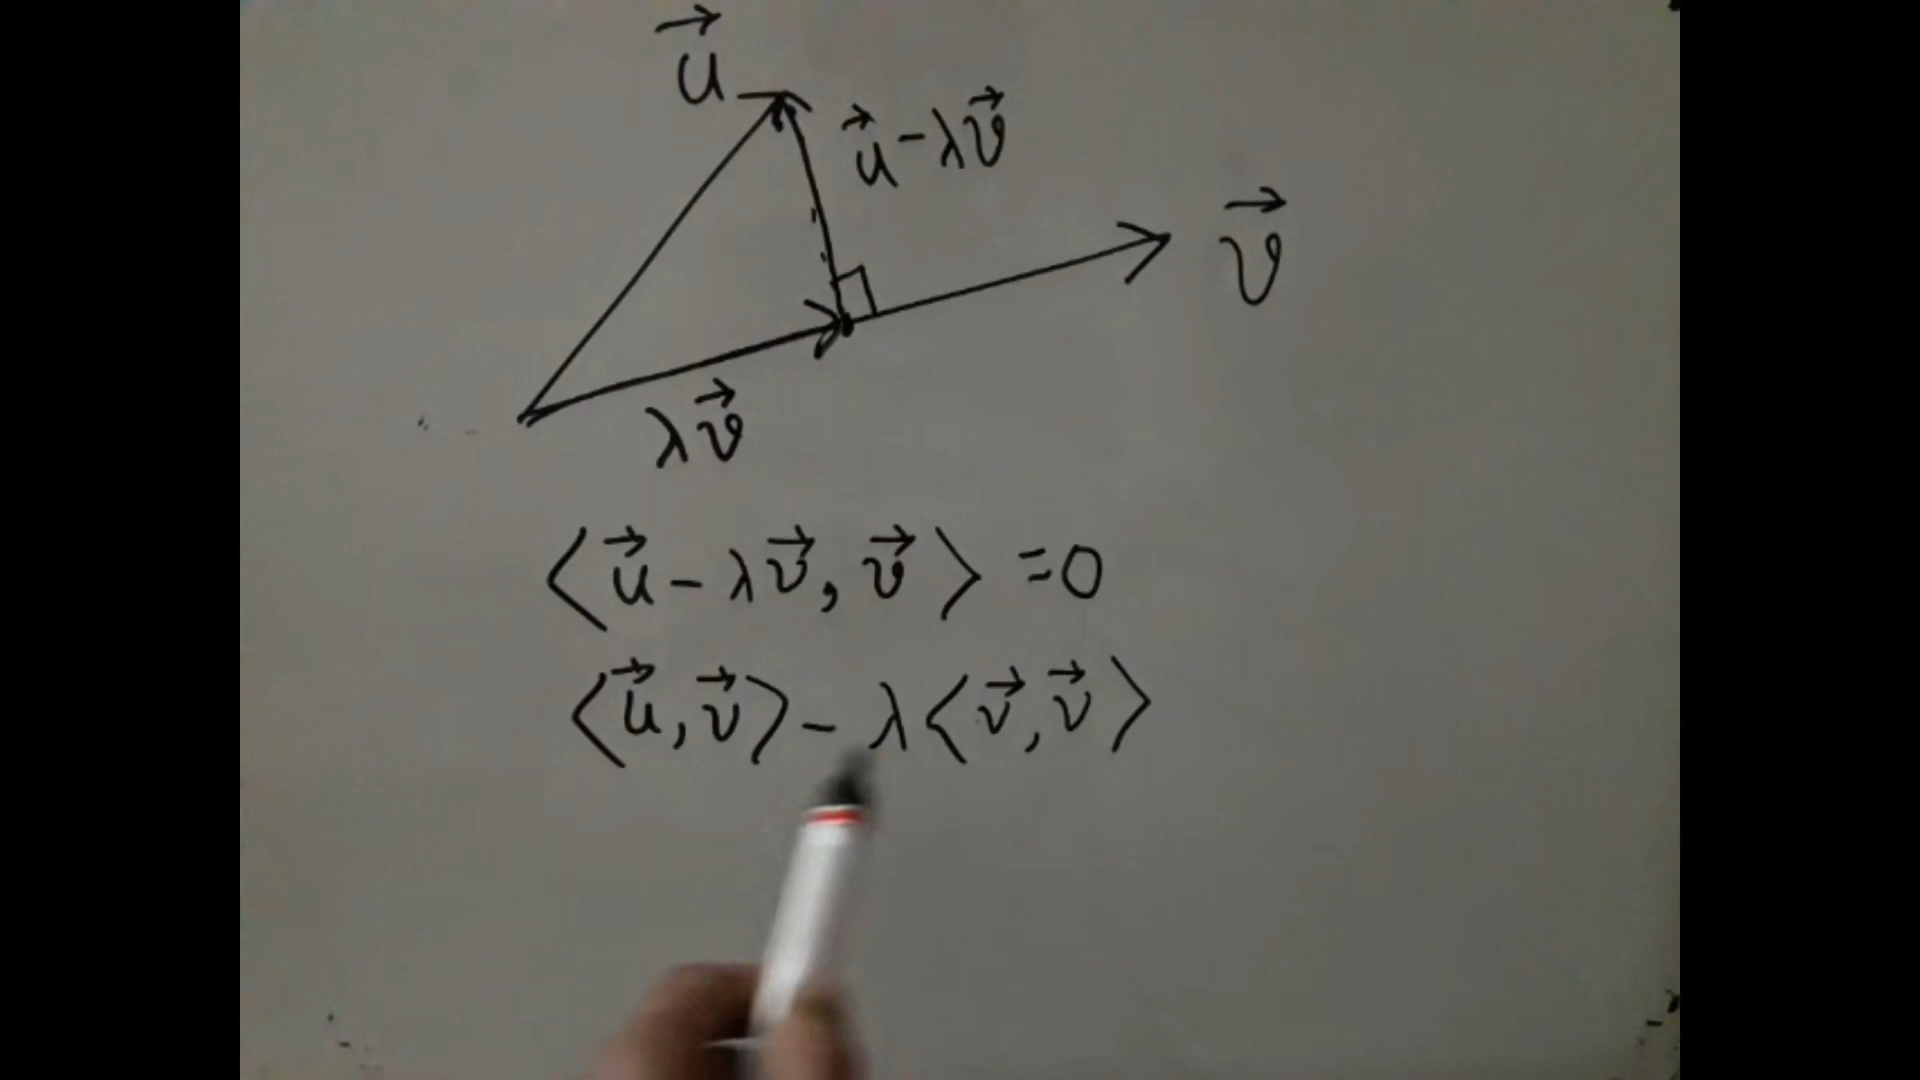 u⃗
u⃗ - λv⃗
v⃗
λv⃗
⟨u⃗ - λv⃗, v⃗⟩ = 0
⟨u⃗, v⃗⟩ - λ⟨v⃗, v⃗⟩